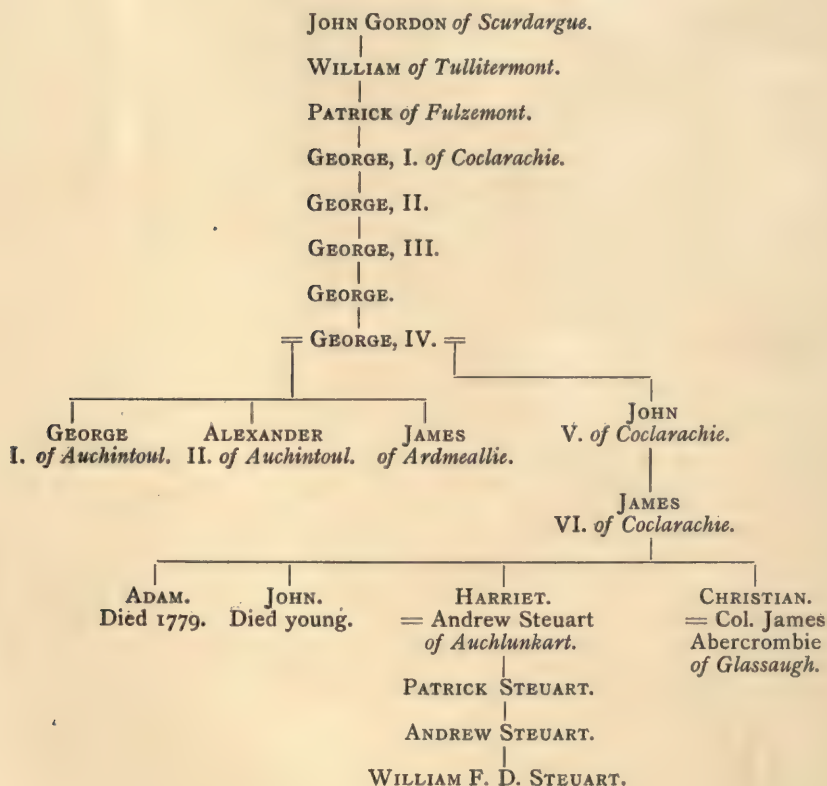 JOHN GORDON of Scurdargue.
WILLIAM of Tullitermont.
PATRICK of Fulzemont.
GEORGE, I. of Coclarachie.
GEORGE, II.
GEORGE, III.
GEORGE.
= GEORGE, IV. =
GEORGE
I. of Auchintoul.
ALEXANDER
II. of Auchintoul.
JAMES
of Ardmeallie.
JOHN
V. of Coclarachie.
JAMES
VI. of Coclarachie.
ADAM.
Died 1779.
JOHN.
Died young.
HARRIET.
= Andrew Steuart
of Auchlunkart.
CHRISTIAN.
= Col. James
Abercrombie
of Glassaugh.
PATRICK STEUART.
ANDREW STEUART.
WILLIAM F. D. STEUART.